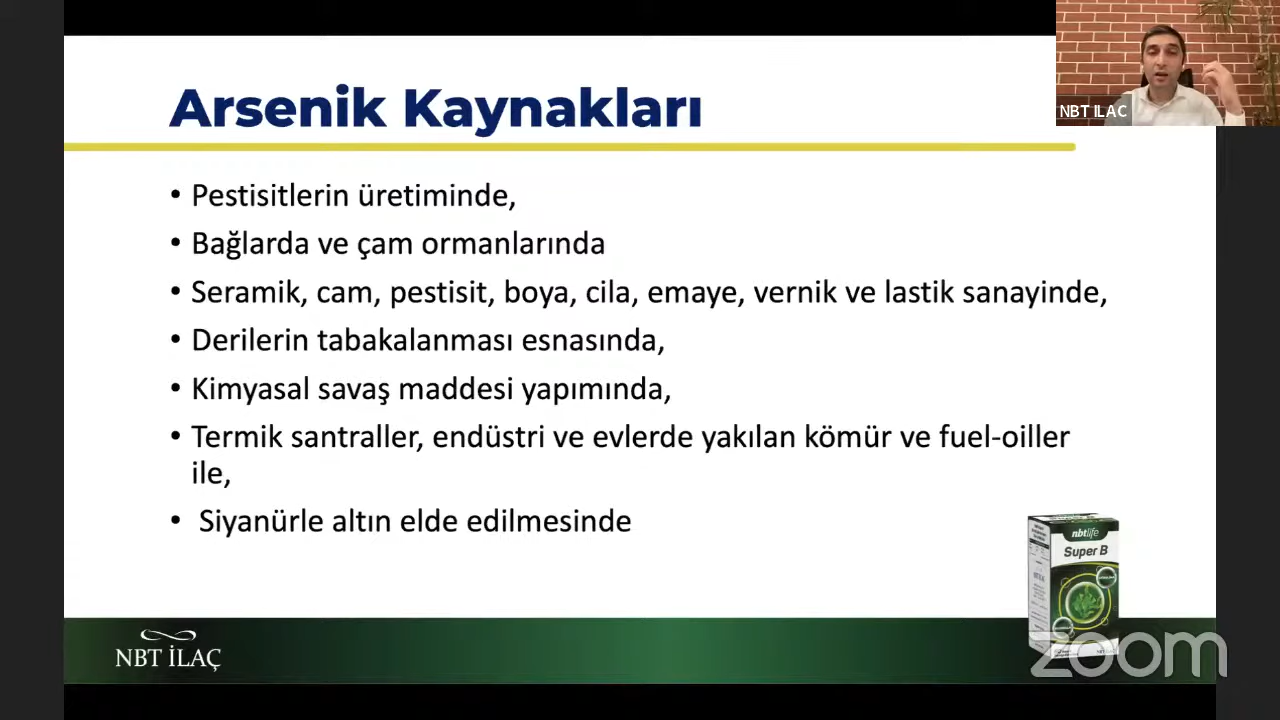 Arsenik Kaynakları
NBT ILAC
• Pestisitlerin üretiminde,
• Bağlarda ve çam ormanlarında
• Seramik, cam, pestisit, boya, cila, emaye, vernik ve lastik sanayinde,
• Derilerin tabakalanması esnasında,
• Kimyasal savaş maddesi yapımında,
• Termik santraller, endüstri ve evlerde yakılan kömür ve fuel-oiller
ile,
• Siyanürle altın elde edilmesinde
nbtlife
Super B
NBT İLAÇ
zoom